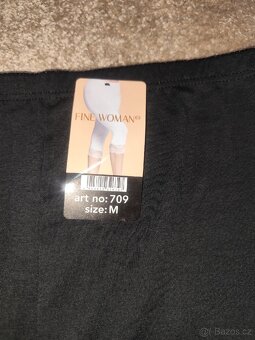 FINE WOMAN®
art no: 709
size: M
Bazos.cz